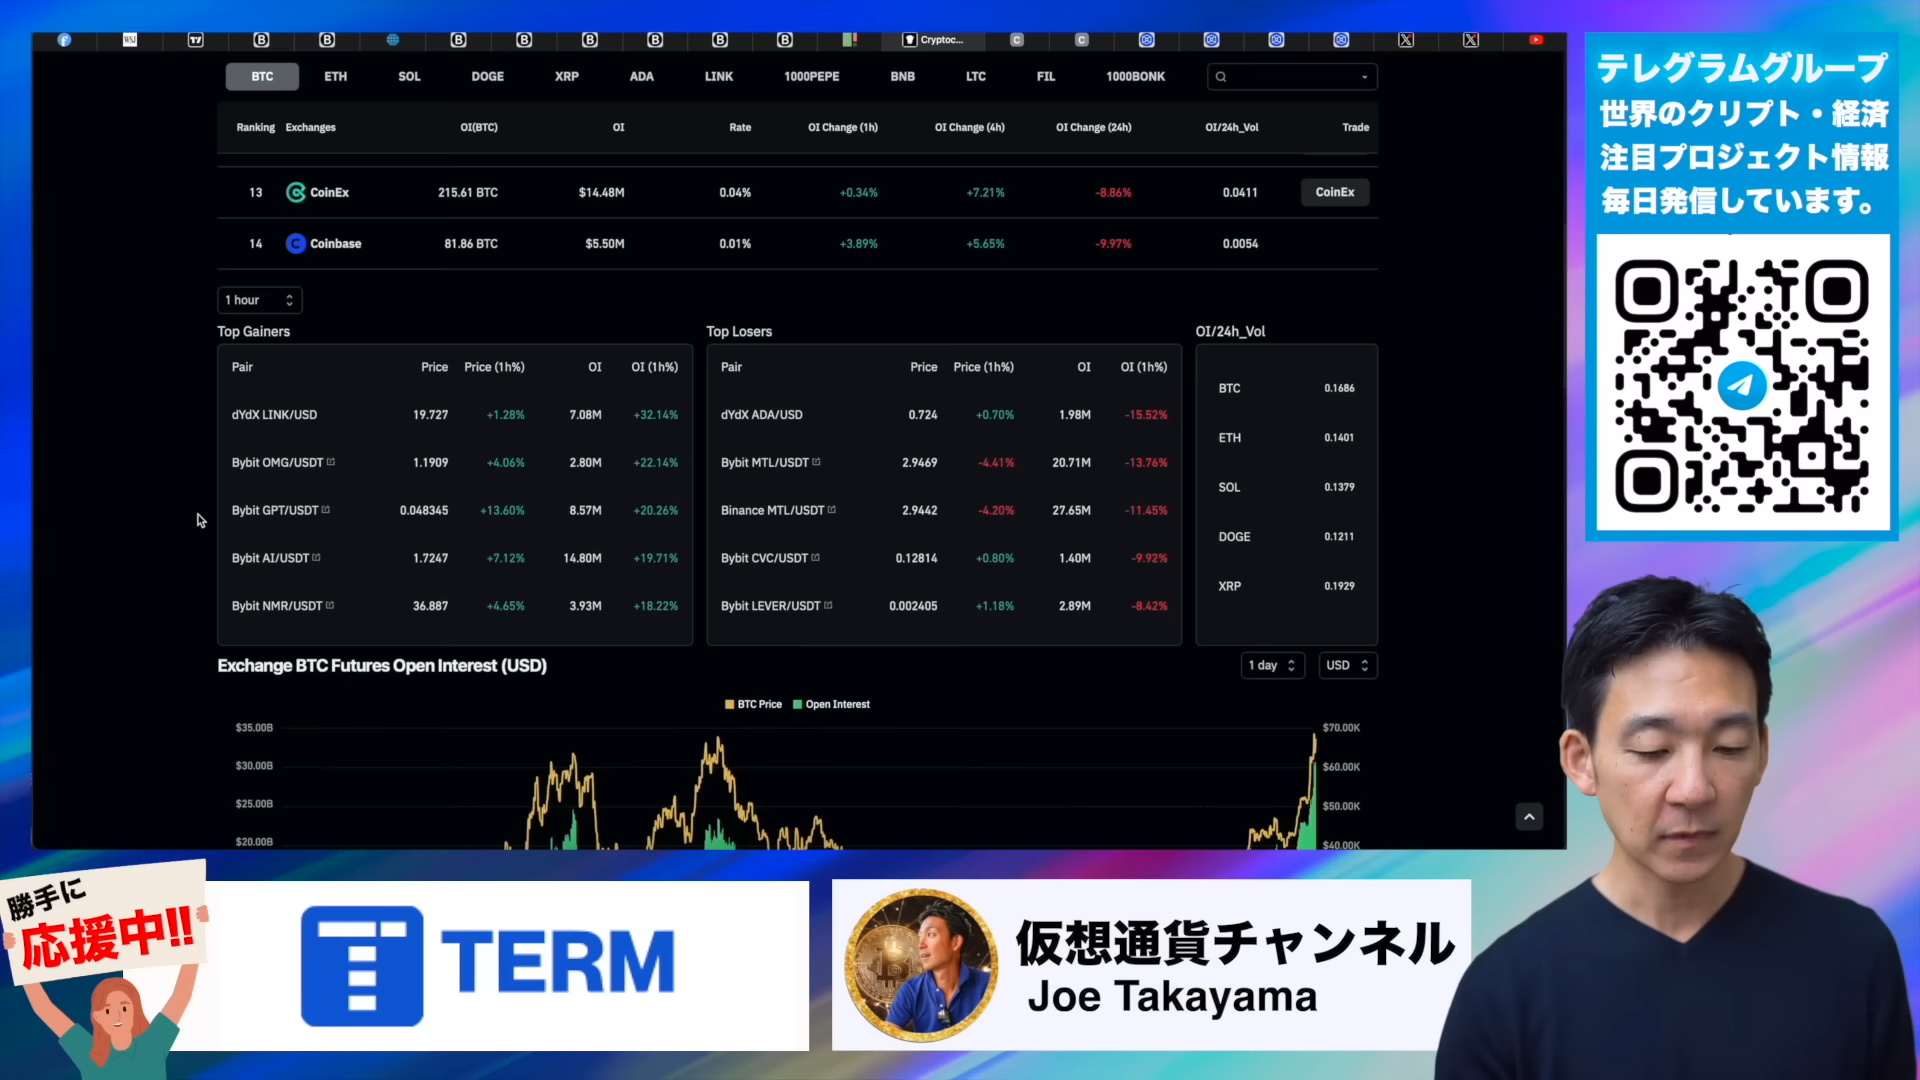 WSJ
Cryptoc...
BTC ETH SOL DOGE XRP ADA LINK 1000PEPE BNB LTC FIL 1000BONK
Ranking Exchanges OI(BTC) OI Rate OI Change (1h) OI Change (4h) OI Change (24h) OI/24h_Vol Trade
13 CoinEx 215.61 BTC $14.48M 0.04% +0.34% +7.21% -8.86% 0.0411 CoinEx
14 Coinbase 81.86 BTC $5.50M 0.01% +3.89% +5.65% -9.97% 0.0054
1 hour
Top Gainers
Pair Price Price (1h%) OI OI (1h%)
dYdX LINK/USD 19.727 +1.28% 7.08M +32.14%
Bybit OMG/USDT 1.1909 +4.06% 2.80M +22.14%
Bybit GPT/USDT 0.048345 +13.60% 8.57M +20.26%
Bybit AI/USDT 1.7247 +7.12% 14.80M +19.71%
Bybit NMR/USDT 36.887 +4.65% 3.93M +18.22%
Top Losers
Pair Price Price (1h%) OI OI (1h%)
dYdX ADA/USD 0.724 +0.70% 1.98M -15.52%
Bybit MTL/USDT 2.9469 -4.41% 20.71M -13.76%
Binance MTL/USDT 2.9442 -4.20% 27.65M -11.45%
Bybit CVC/USDT 0.12814 +0.80% 1.40M -9.92%
Bybit LEVER/USDT 0.002405 +1.18% 2.89M -8.42%
OI/24h_Vol
BTC 0.1686
ETH 0.1401
SOL 0.1379
DOGE 0.1211
XRP 0.1929
Exchange BTC Futures Open Interest (USD)
1 day USD
BTC Price Open Interest
$35.00B $70.00K
$30.00B $60.00K
$25.00B $50.00K
$20.00B $40.00K
テレグラムグループ
世界のクリプト・経済
注目プロジェクト情報
毎日発信しています。
勝手に
応援中!!
TERM
仮想通貨チャンネル
Joe Takayama